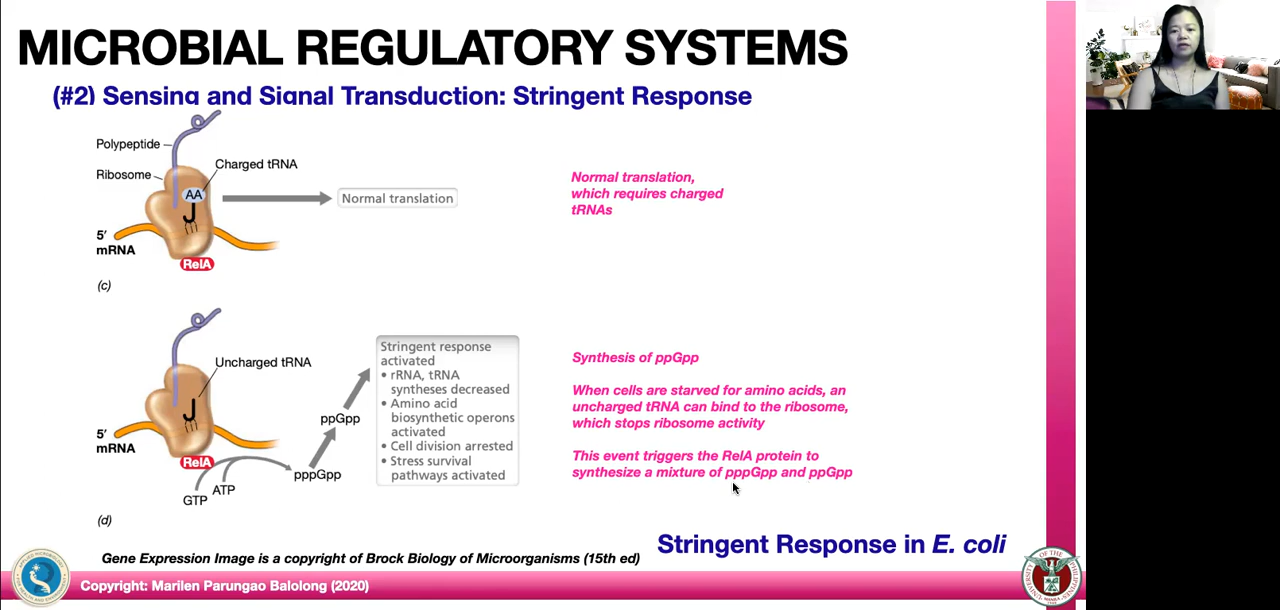 MICROBIAL REGULATORY SYSTEMS
(#2) Sensing and Signal Transduction: Stringent Response
Polypeptide
Charged tRNA
Ribosome
AA
Normal translation
5′
mRNA
RelA
(c)
Normal translation,
which requires charged
tRNAs
Uncharged tRNA
5′
mRNA
RelA
GTP
ATP
pppGpp
ppGpp
Stringent response
activated
• rRNA, tRNA
syntheses decreased
• Amino acid
biosynthetic operons
activated
• Cell division arrested
• Stress survival
pathways activated
(d)
Synthesis of ppGpp
When cells are starved for amino acids, an
uncharged tRNA can bind to the ribosome,
which stops ribosome activity
This event triggers the RelA protein to
synthesize a mixture of pppGpp and ppGpp
Stringent Response in E. coli
Gene Expression Image is a copyright of Brock Biology of Microorganisms (15th ed)
Copyright: Marilen Parungao Balolong (2020)